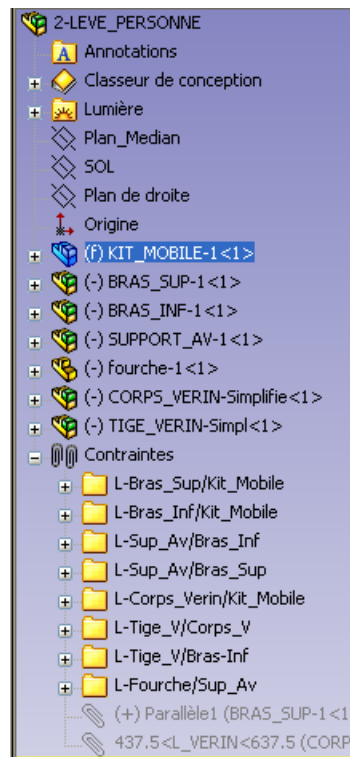 2-LEVE_PERSONNE
A Annotations
Classeur de conception
Lumière
Plan_Median
SOL
Plan de droite
Origine
(f) KIT_MOBILE-1<1>
(-) BRAS_SUP-1<1>
(-) BRAS_INF-1<1>
(-) SUPPORT_AV-1<1>
(-) fourche-1<1>
(-) CORPS_VERIN-Simplifie<1>
(-) TIGE_VERIN-Simpl<1>
Contraintes
L-Bras_Sup/Kit_Mobile
L-Bras_Inf/Kit_Mobile
L-Sup_Av/Bras_Inf
L-Sup_Av/Bras_Sup
L-Corps_Verin/Kit_Mobile
L-Tige_V/Corps_V
L-Tige_V/Bras-Inf
L-Fourche/Sup_Av
(+) Parallèle1 (BRAS_SUP-1<1
437.5<L_VERIN<637.5 (CORP